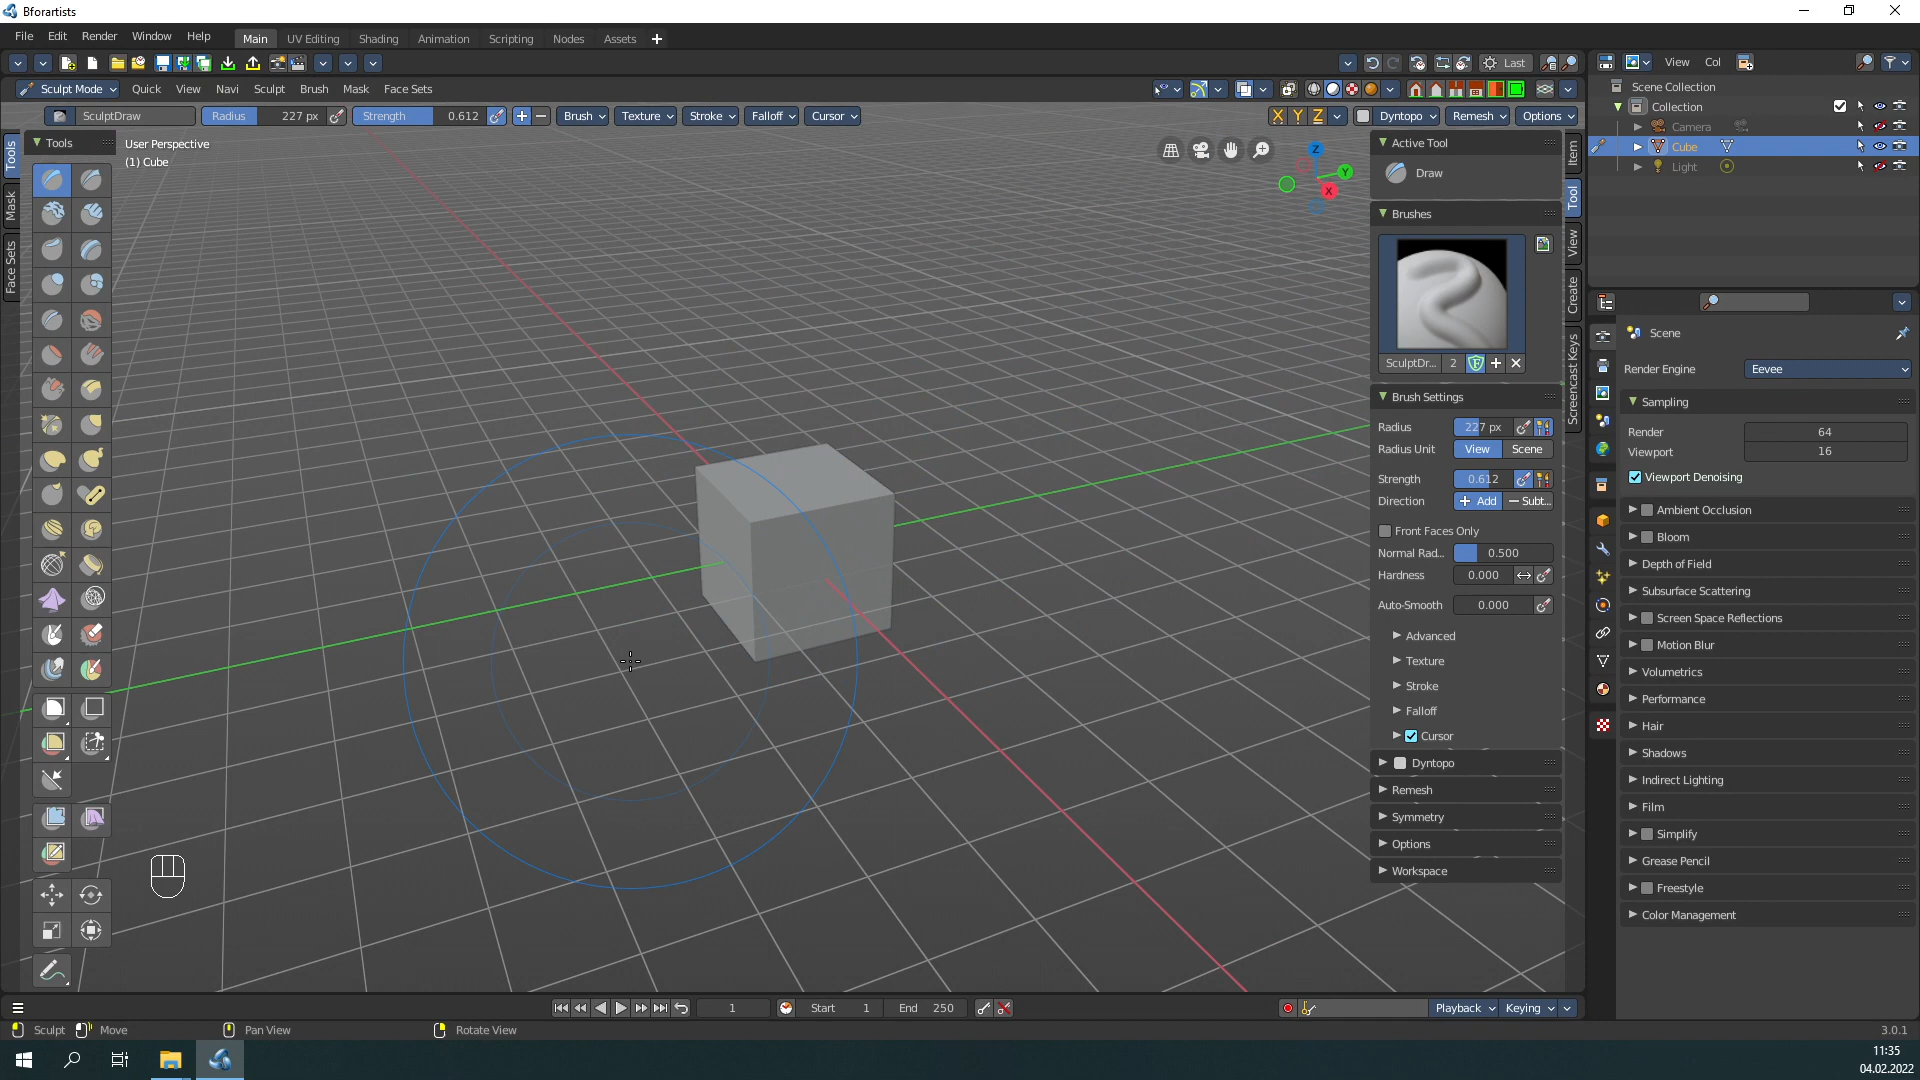 Bforartists
File Edit Render Window Help Main UV Editing Shading Animation Scripting Nodes Assets
Last
View Col
Sculpt Mode Quick View Navi Sculpt Brush Mask Face Sets
SculptDraw Radius 227 px Strength 0.612 Brush Texture Stroke Falloff Cursor X Y Z Dyntopo Remesh Options
Scene Collection
Collection
Camera
Cube
Light
Tools
Mask
Face Sets
Tools
User Perspective
(1) Cube
Z
Y
X
Active Tool
Draw
Brushes
SculptDr... 2 F
Brush Settings
Radius 227 px
Radius Unit View Scene
Strength 0.612
Direction Add Subt...
Front Faces Only
Normal Rad... 0.500
Hardness 0.000
Auto-Smooth 0.000
Advanced
Texture
Stroke
Falloff
Cursor
Dyntopo
Remesh
Symmetry
Options
Workspace
Item
Tool
View
Create
Screencast Keys
Scene
Render Engine Eevee
Sampling
Render 64
Viewport 16
Viewport Denoising
Ambient Occlusion
Bloom
Depth of Field
Subsurface Scattering
Screen Space Reflections
Motion Blur
Volumetrics
Performance
Hair
Shadows
Indirect Lighting
Film
Simplify
Grease Pencil
Freestyle
Color Management
1 Start 1 End 250 Playback Keying
Sculpt Move Pan View Rotate View 3.0.1
11:35
04.02.2022